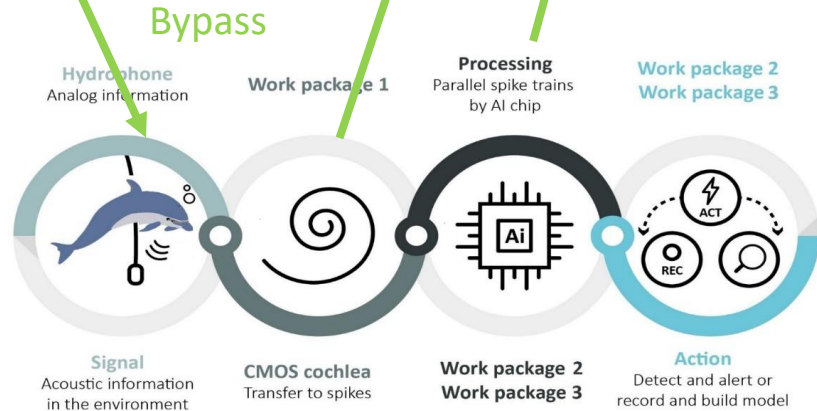 Bypass
Hydrophone
Analog information
Work package 1
Processing
Parallel spike trains
by AI chip
Work package 2
Work package 3
Ai
ACT
REC
Signal
Acoustic information
in the environment
CMOS cochlea
Transfer to spikes
Work package 2
Work package 3
Action
Detect and alert or
record and build model